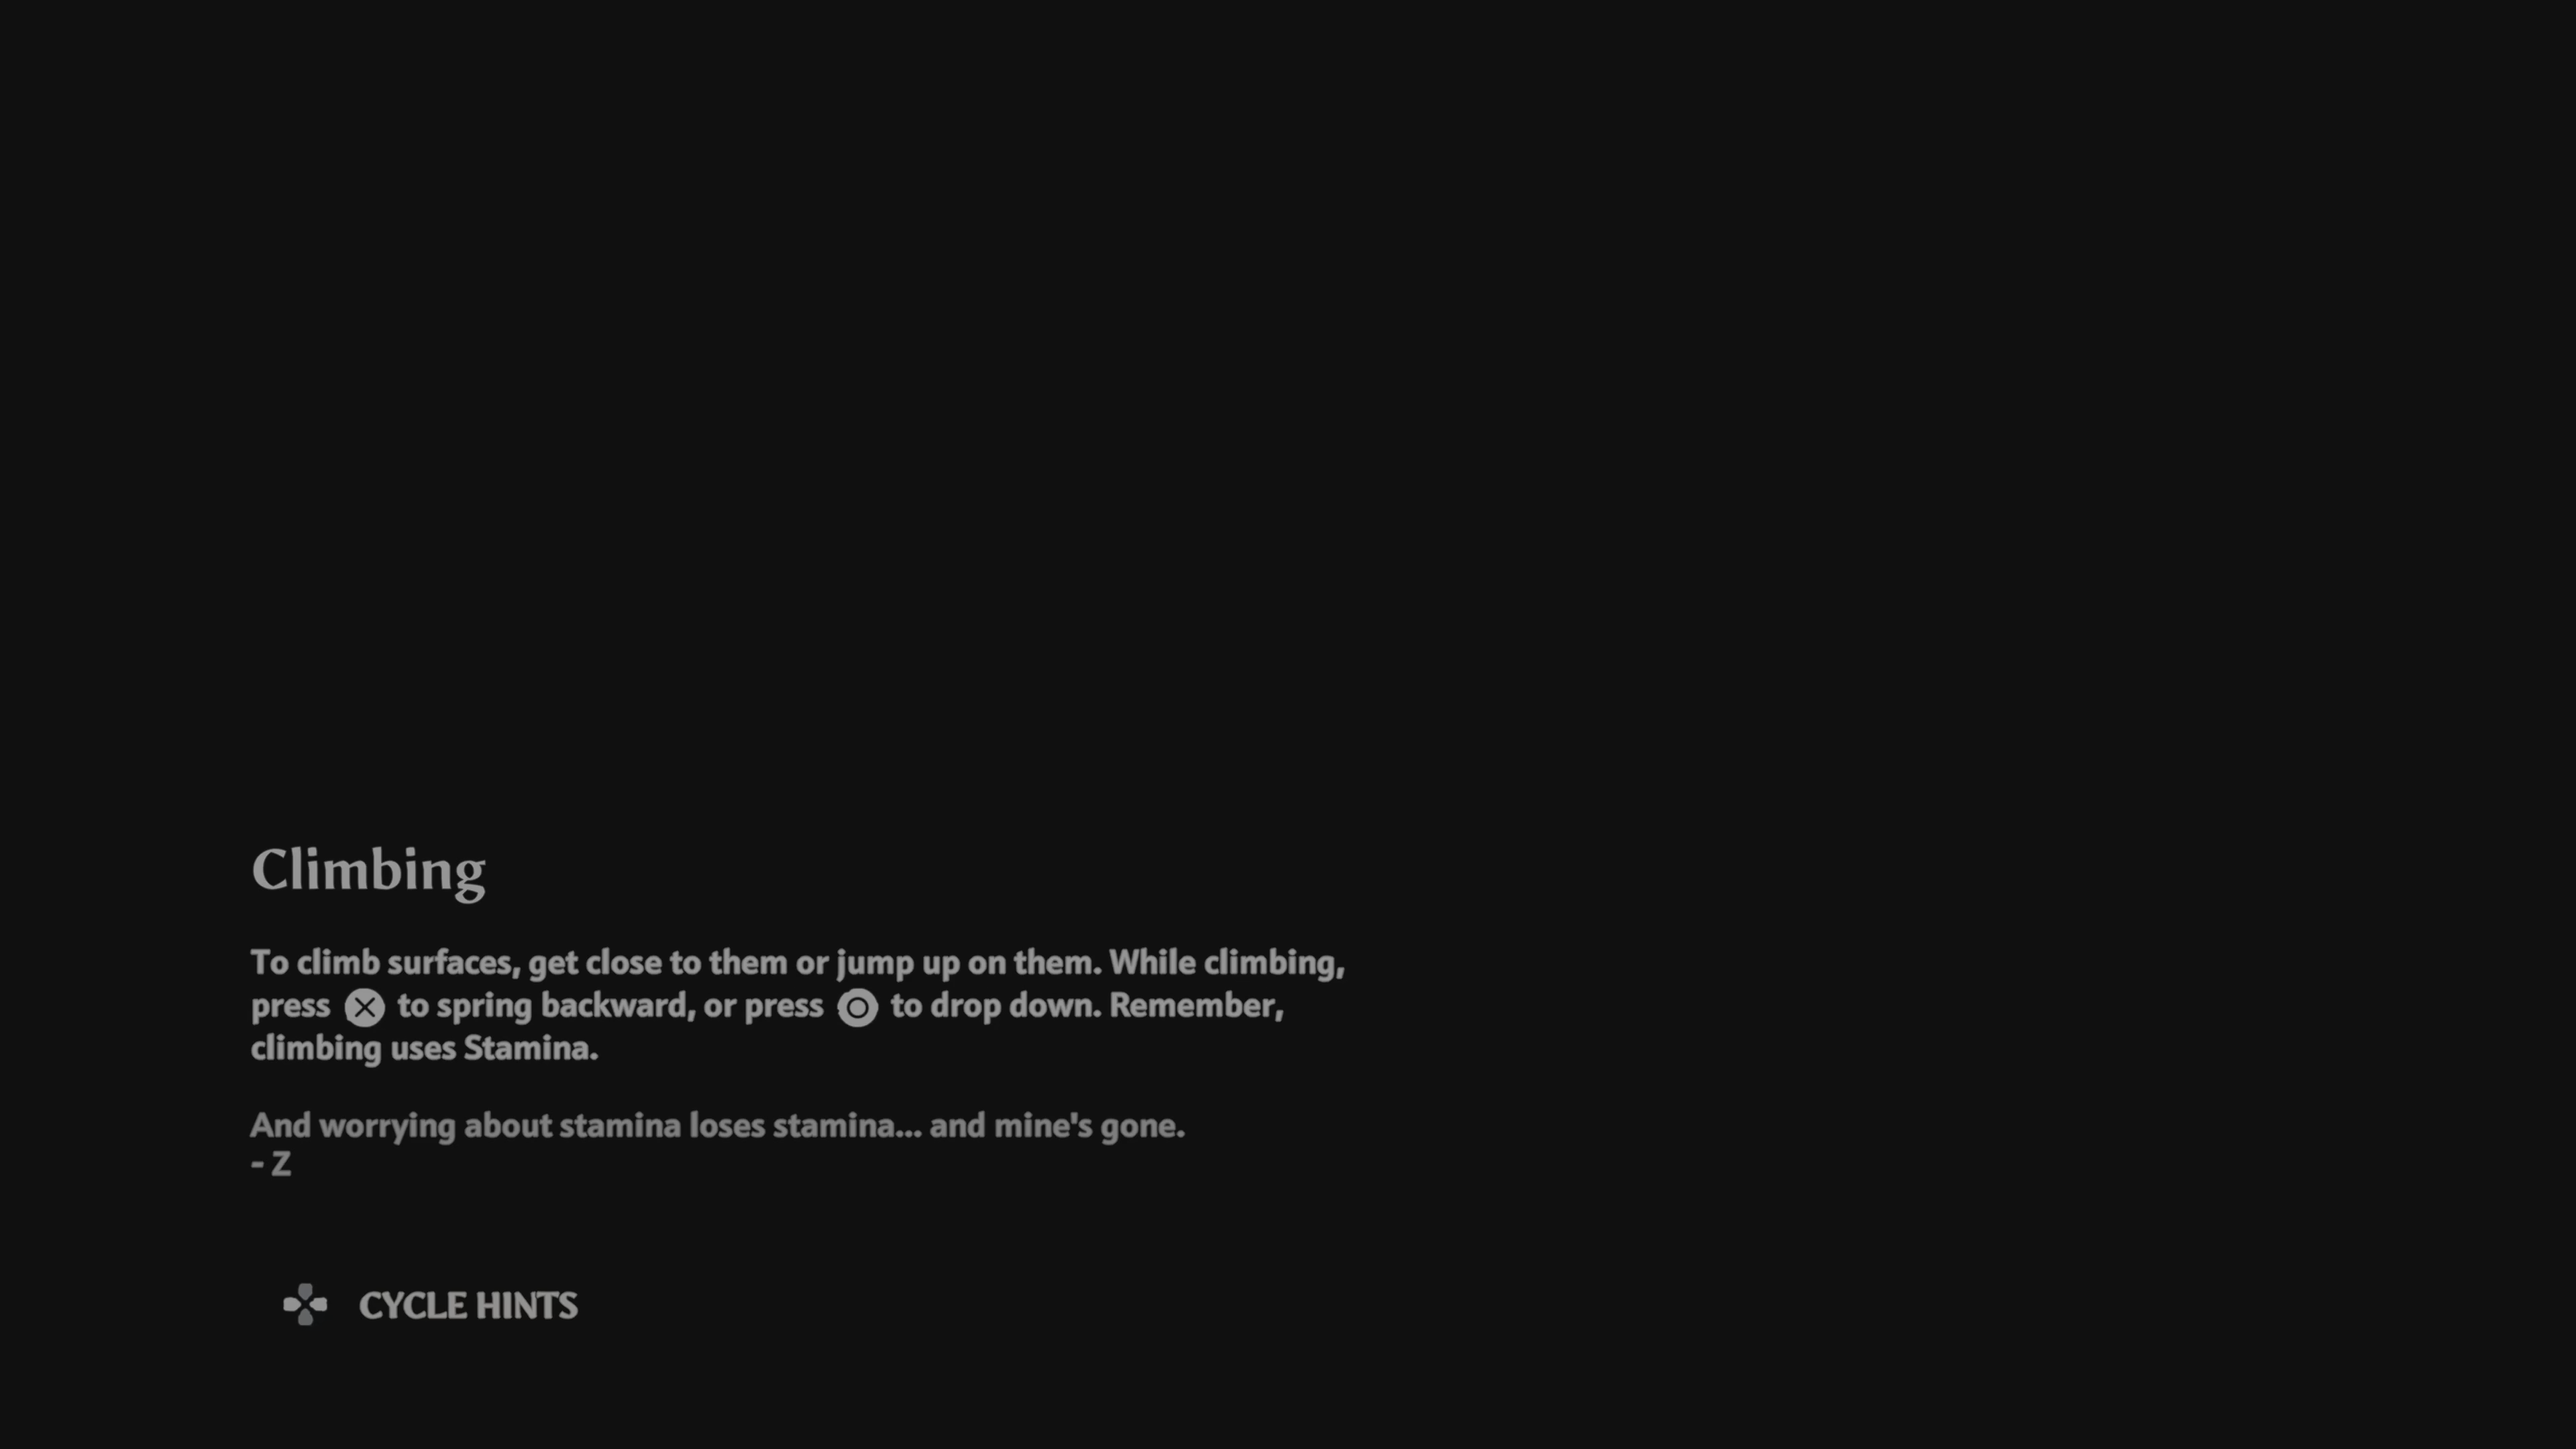 Climbing
To climb surfaces, get close to them or jump up on them. While climbing,
press to spring backward, or press to drop down. Remember,
climbing uses Stamina.
And worrying about stamina loses stamina... and mine's gone.
- Z
CYCLE HINTS